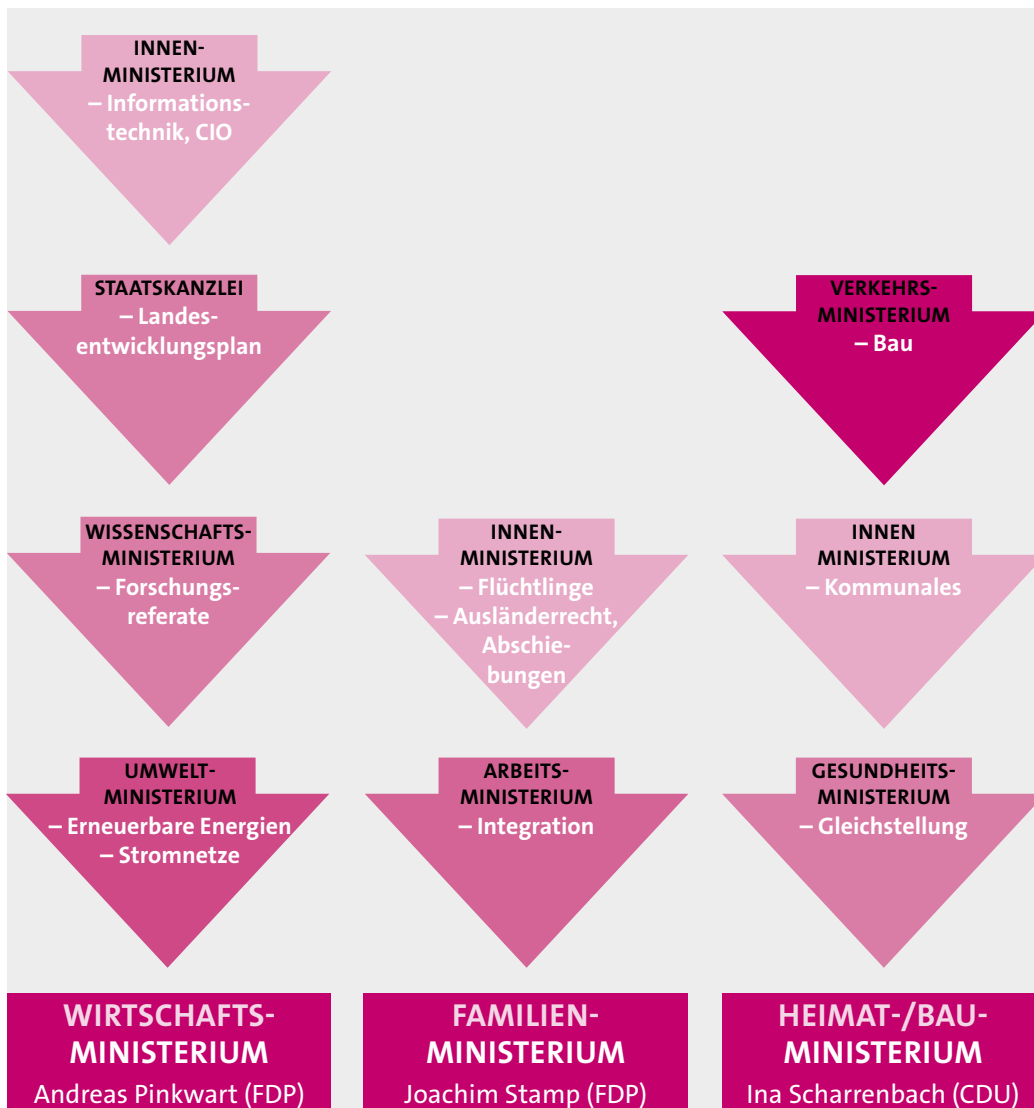 INNEN-
MINISTERIUM
– Informations-
technik, CIO
STAATSKANZLEI
– Landes-
entwicklungsplan
VERKEHRS-
MINISTERIUM
– Bau
WISSENSCHAFTS-
MINISTERIUM
– Forschungs-
referate
INNEN-
MINISTERIUM
– Flüchtlinge
– Ausländerrecht,
Abschie-
bungen
INNEN
MINISTERIUM
– Kommunales
UMWELT-
MINISTERIUM
– Erneuerbare Energien
– Stromnetze
ARBEITS-
MINISTERIUM
– Integration
GESUNDHEITS-
MINISTERIUM
– Gleichstellung
WIRTSCHAFTS-
MINISTERIUM
Andreas Pinkwart (FDP)
FAMILIEN-
MINISTERIUM
Joachim Stamp (FDP)
HEIMAT-/BAU-
MINISTERIUM
Ina Scharrenbach (CDU)